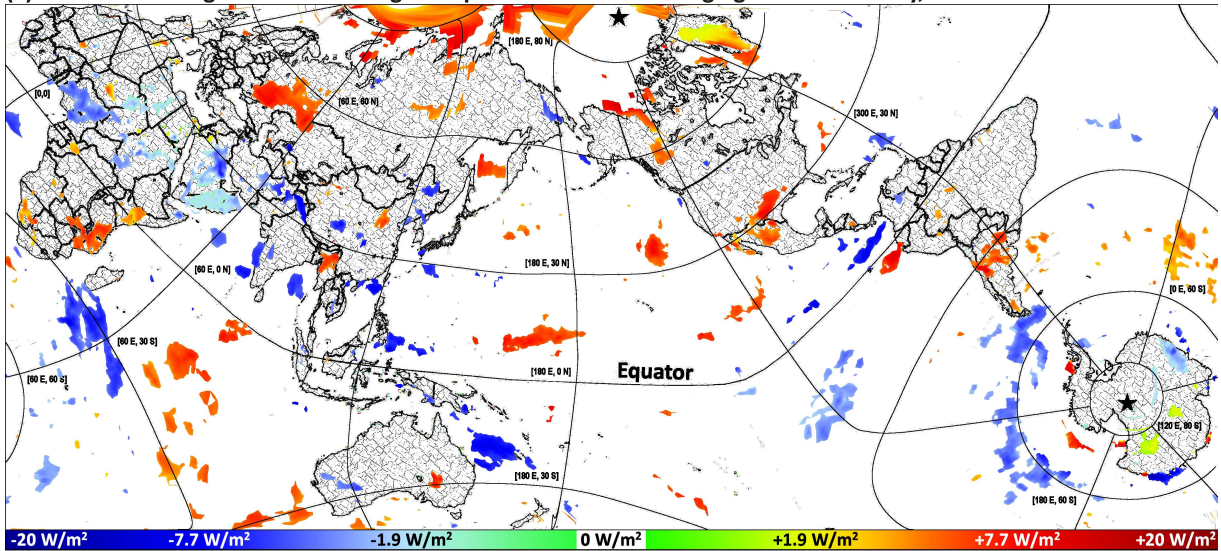 [180 E, 80 N]
[0,0]
[60 E, 60 N]
[300 E, 30 N]
[60 E, 0 N]
[180 E, 30 N]
[0 E, 60 S]
[60 E, 30 S]
[60 E, 60 S]
[180 E, 0 N]
Equator
[120 E, 80 S]
[180 E, 30 S]
[180 E, 60 S]
-20 W/m² -7.7 W/m² -1.9 W/m² 0 W/m² +1.9 W/m² +7.7 W/m² +20 W/m²